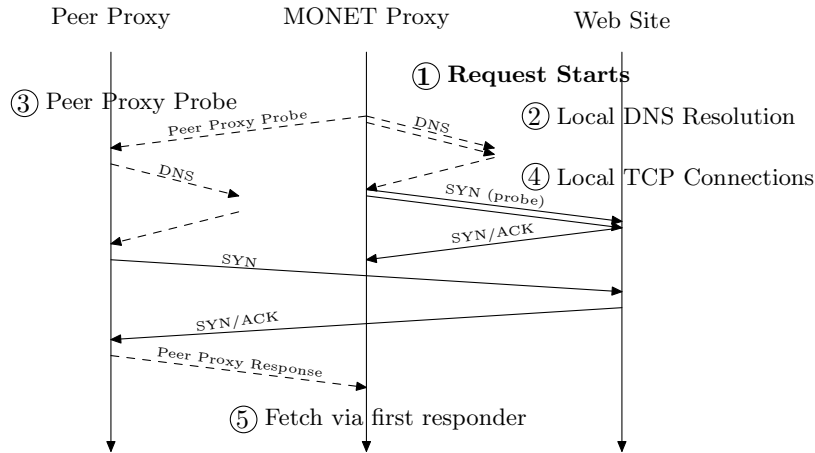 Peer Proxy MONET Proxy Web Site
① Request Starts
③ Peer Proxy Probe
Peer Proxy Probe
DNS
② Local DNS Resolution
DNS
④ Local TCP Connections
SYN (probe)
SYN/ACK
SYN
SYN/ACK
Peer Proxy Response
⑤ Fetch via first responder